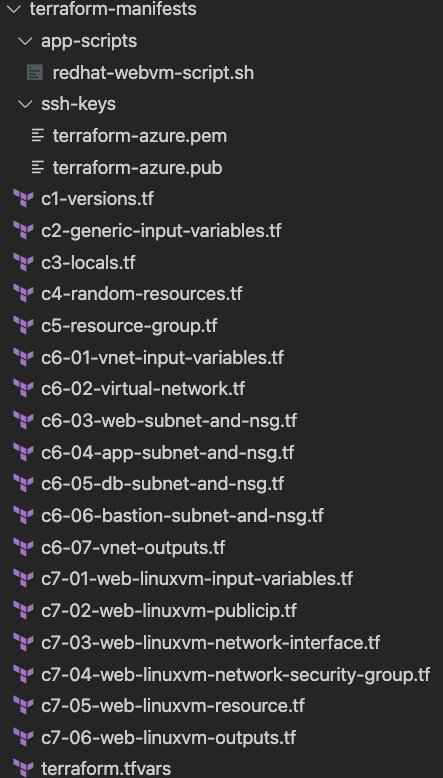 terraform-manifests
app-scripts
redhat-webvm-script.sh
ssh-keys
terraform-azure.pem
terraform-azure.pub
c1-versions.tf
c2-generic-input-variables.tf
c3-locals.tf
c4-random-resources.tf
c5-resource-group.tf
c6-01-vnet-input-variables.tf
c6-02-virtual-network.tf
c6-03-web-subnet-and-nsg.tf
c6-04-app-subnet-and-nsg.tf
c6-05-db-subnet-and-nsg.tf
c6-06-bastion-subnet-and-nsg.tf
c6-07-vnet-outputs.tf
c7-01-web-linuxvm-input-variables.tf
c7-02-web-linuxvm-publicip.tf
c7-03-web-linuxvm-network-interface.tf
c7-04-web-linuxvm-network-security-group.tf
c7-05-web-linuxvm-resource.tf
c7-06-web-linuxvm-outputs.tf
terraform.tfvars